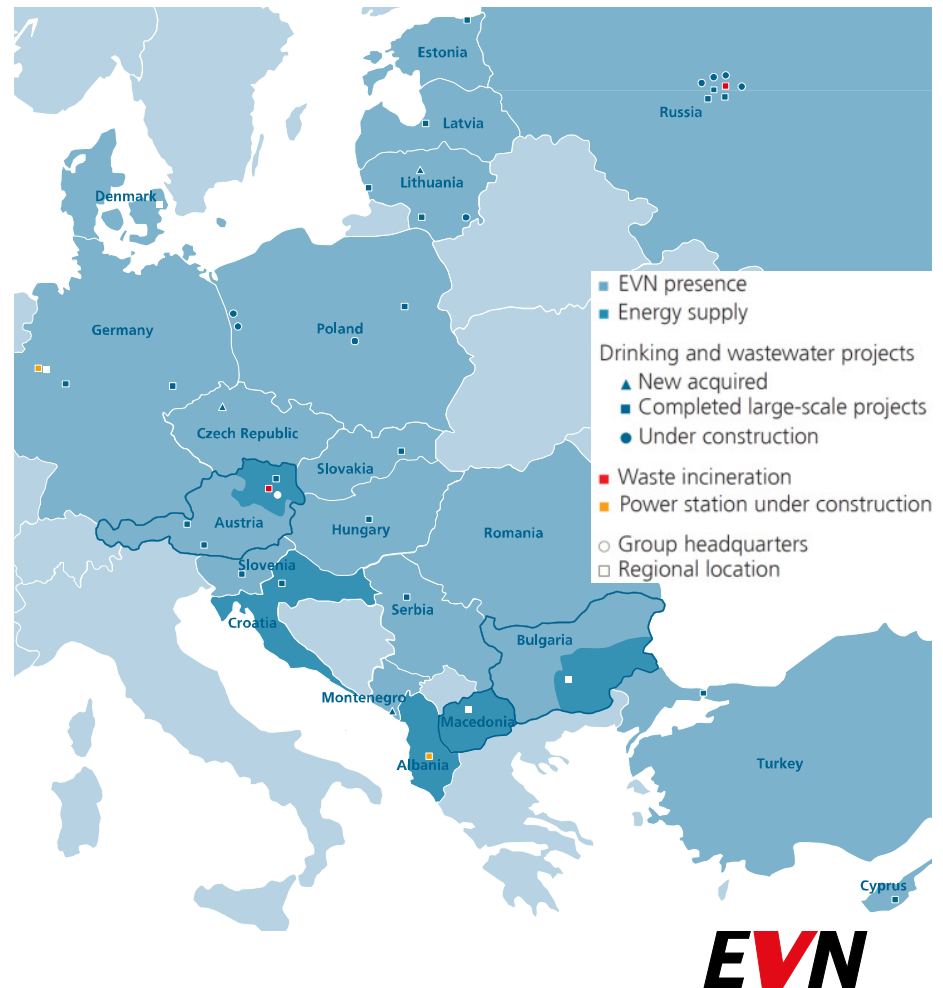 Estonia
Russia
Latvia
Lithuania
Denmark
EVN presence
Energy supply
Germany
Poland
Drinking and wastewater projects
New acquired
Completed large-scale projects
Under construction
Czech Republic
Slovakia
Waste incineration
Power station under construction
Austria
Hungary
Romania
Group headquarters
Regional location
Slovenia
Serbia
Croatia
Bulgaria
Montenegro
Macedonia
Albania
Turkey
Cyprus
EVN